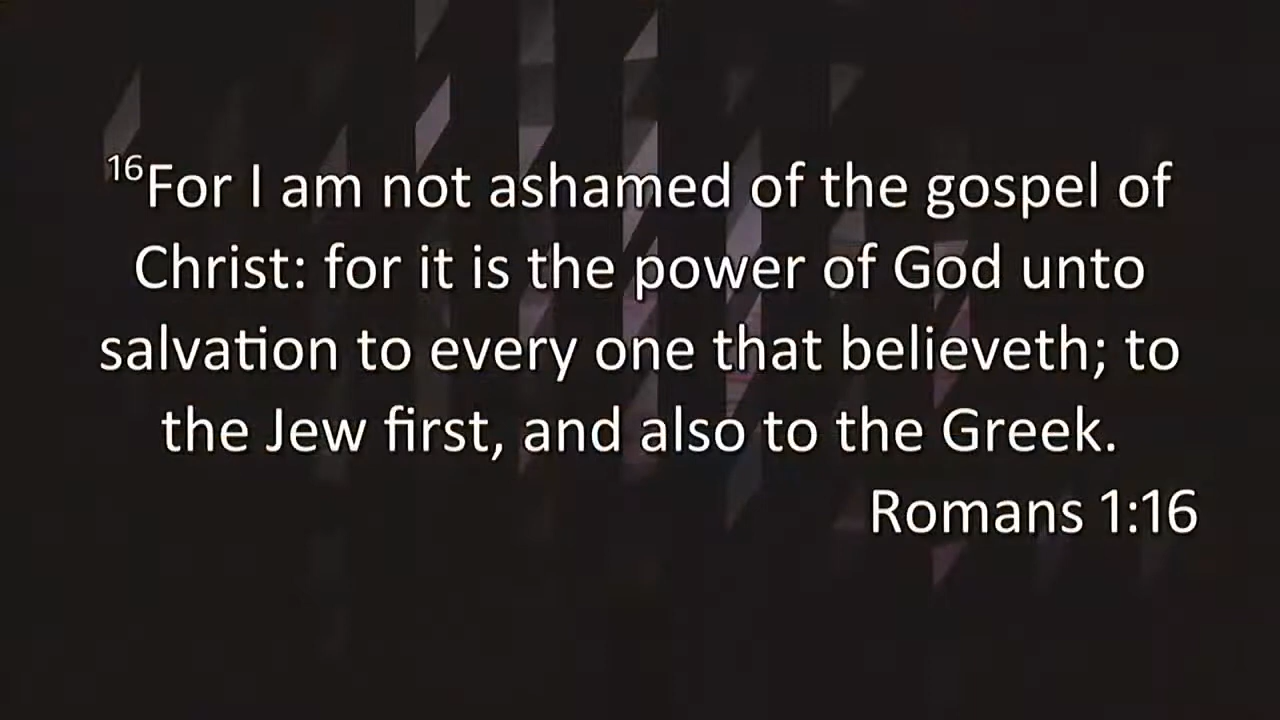 16For I am not ashamed of the gospel of
Christ: for it is the power of God unto
salvation to every one that believeth; to
the Jew first, and also to the Greek.
Romans 1:16